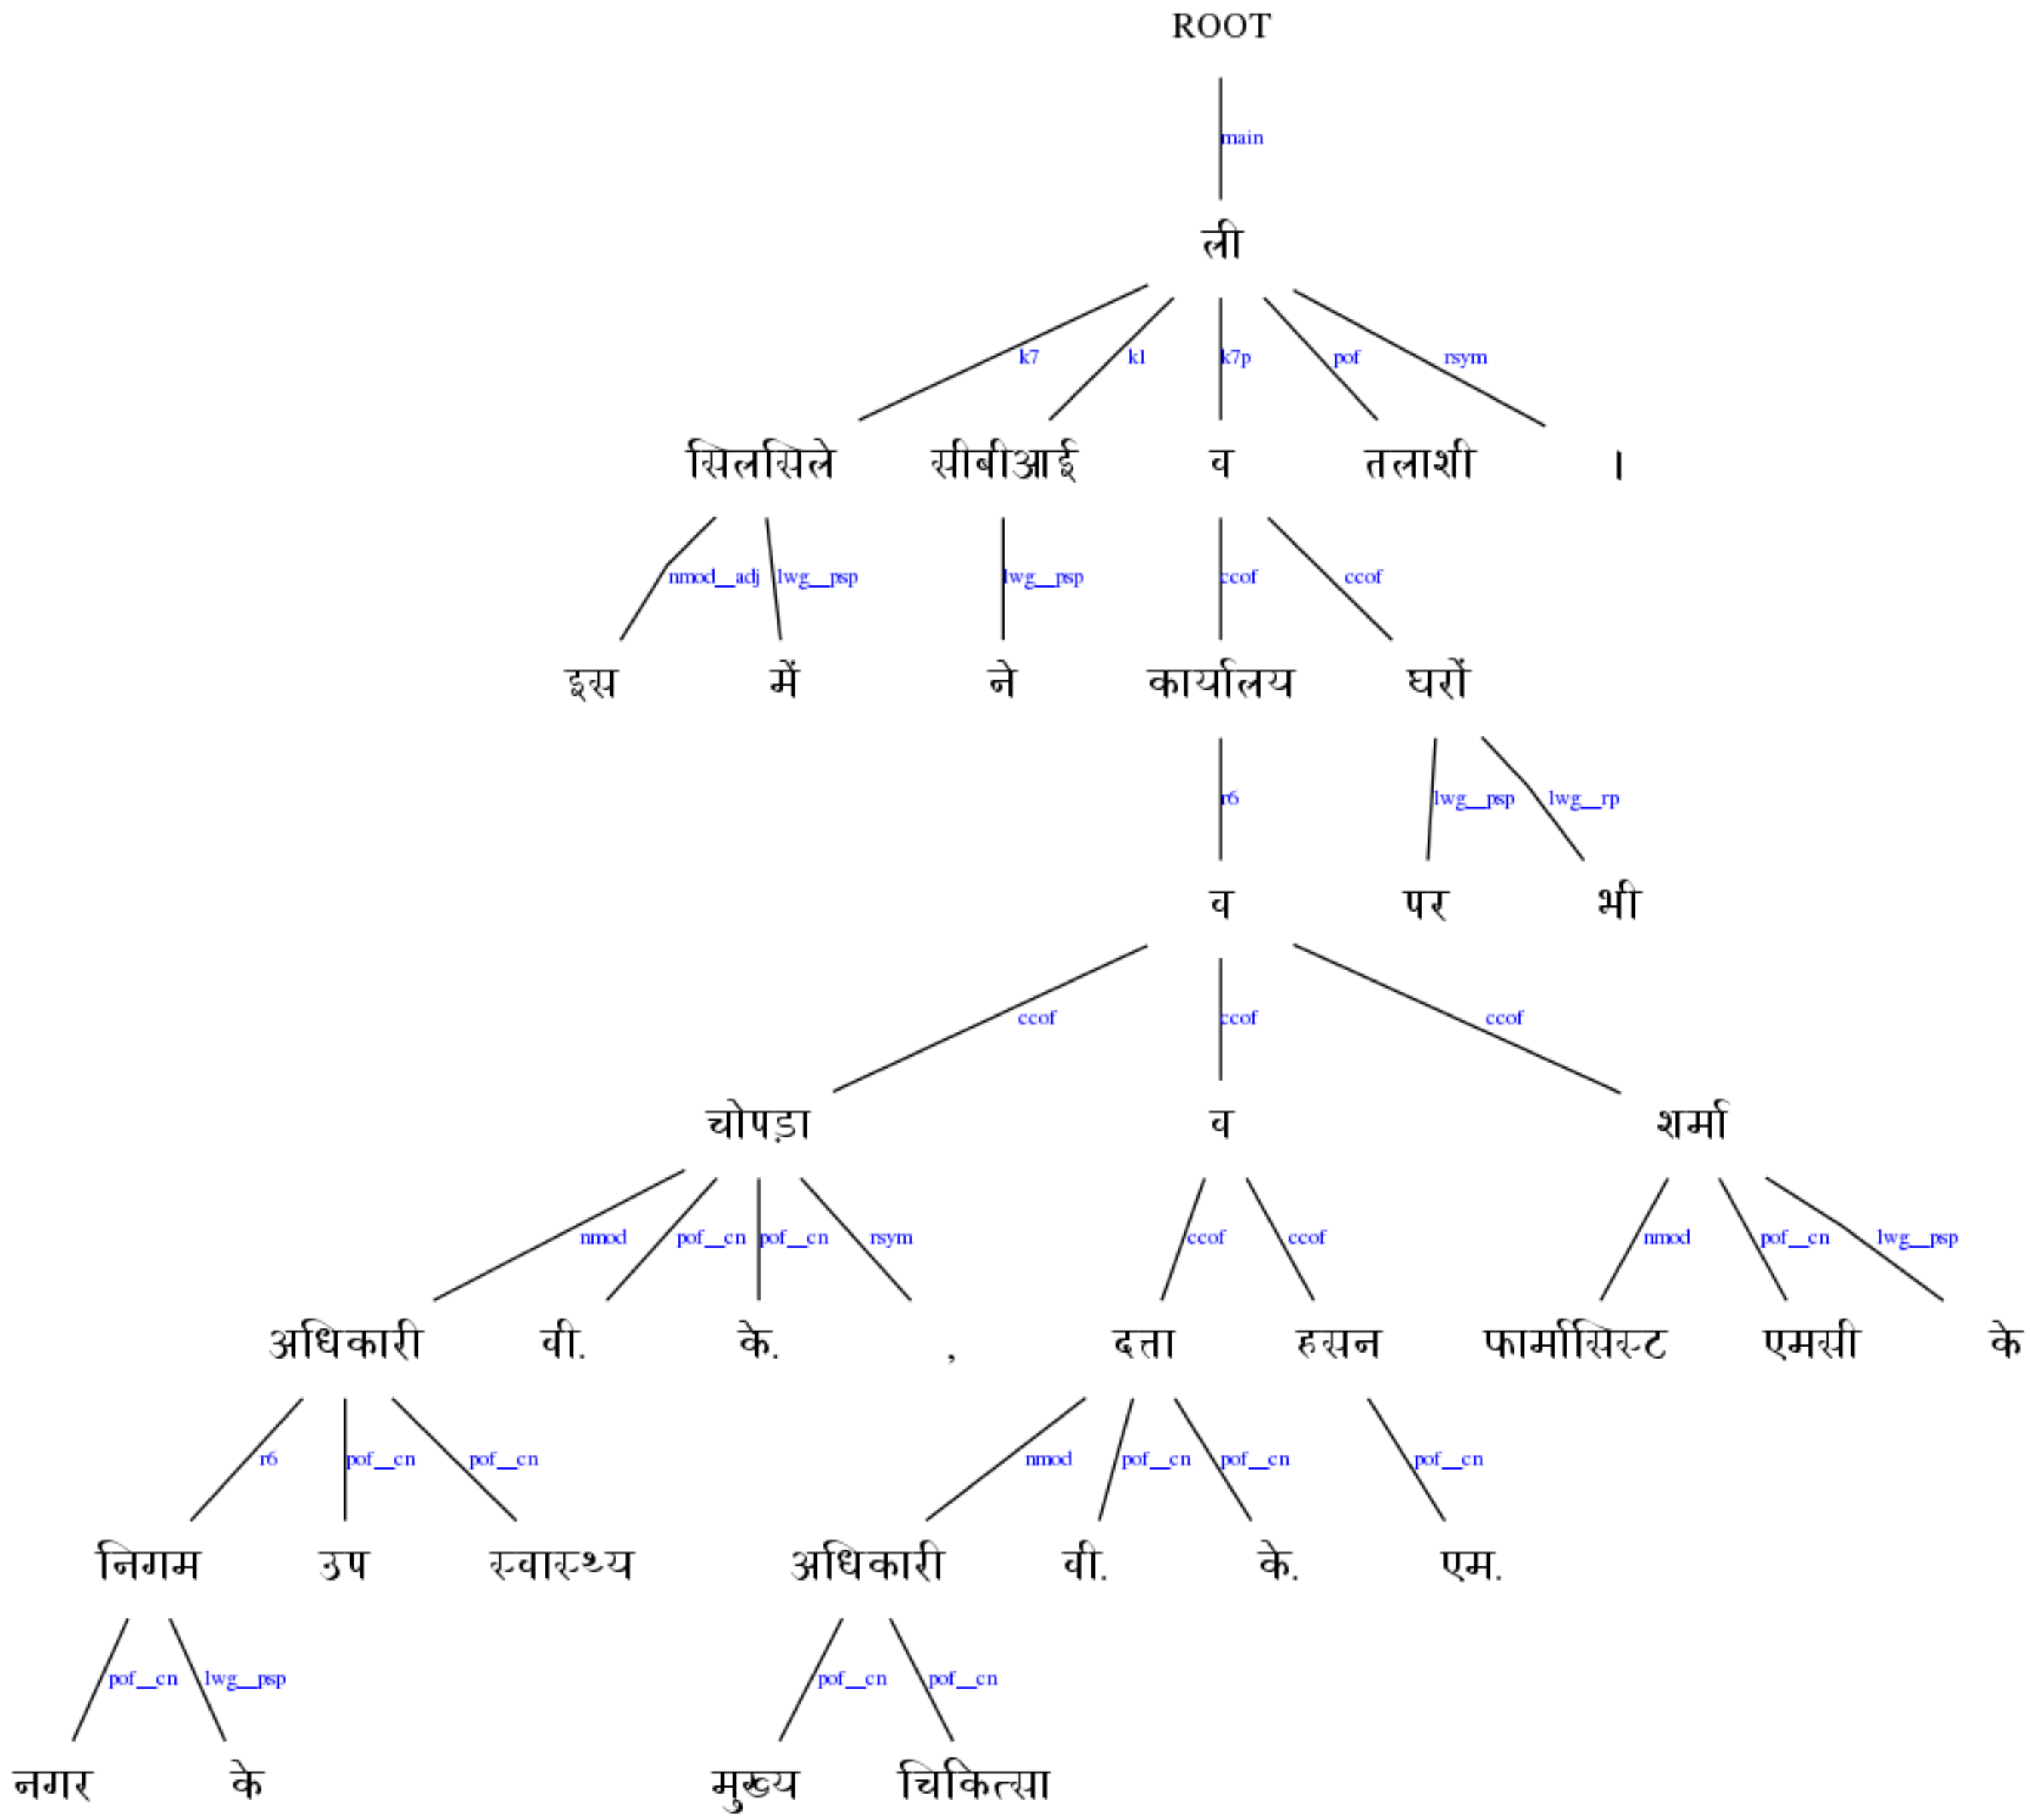 ROOT
main
ली
k7 k1 k7p pof rsym
सिलसिले सीबीआई व तलाशी ।
nmod__adj lwg__psp lwg__psp ccof ccof
इस में ने कार्यालय घरों
r6 lwg__psp lwg__rp
व पर भी
ccof ccof ccof
चोपड़ा व शर्मा
nmod pof__cn pof__cn rsym ccof ccof nmod pof__cn lwg__psp
अधिकारी वी. के. , दत्ता हसन फार्मासिस्ट एमसी के
r6 pof__cn pof__cn nmod pof__cn pof__cn pof__cn
निगम उप स्वास्थ्य अधिकारी वी. के. एम.
pof__cn lwg__psp pof__cn pof__cn
नगर के मुख्य चिकित्सा